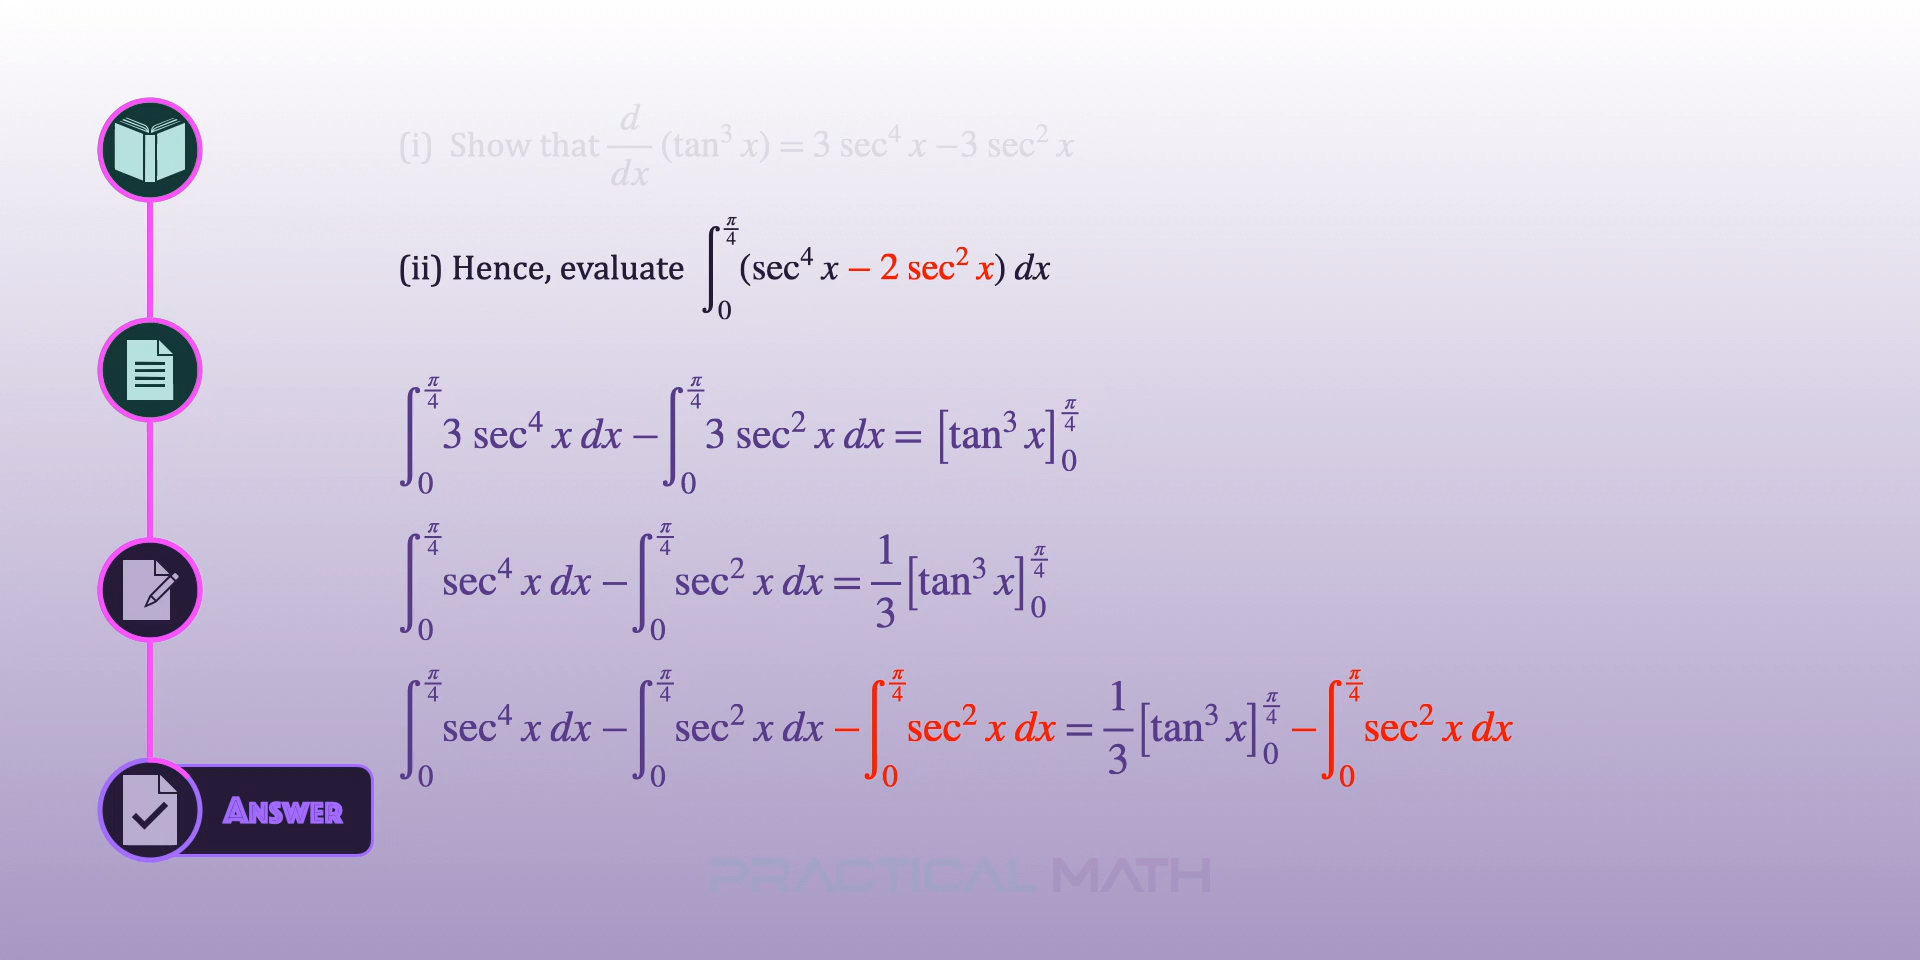 (i) Show that d/dx (tan³ x) = 3 sec⁴ x −3 sec² x
(ii) Hence, evaluate ∫₀^(π/4) (sec⁴ x − 2 sec² x) dx
∫₀^(π/4) 3 sec⁴ x dx − ∫₀^(π/4) 3 sec² x dx = [tan³ x]₀^(π/4)
∫₀^(π/4) sec⁴ x dx − ∫₀^(π/4) sec² x dx = 1/3 [tan³ x]₀^(π/4)
∫₀^(π/4) sec⁴ x dx − ∫₀^(π/4) sec² x dx − ∫₀^(π/4) sec² x dx = 1/3 [tan³ x]₀^(π/4) − ∫₀^(π/4) sec² x dx
ANSWER
PRACTICAL MATH